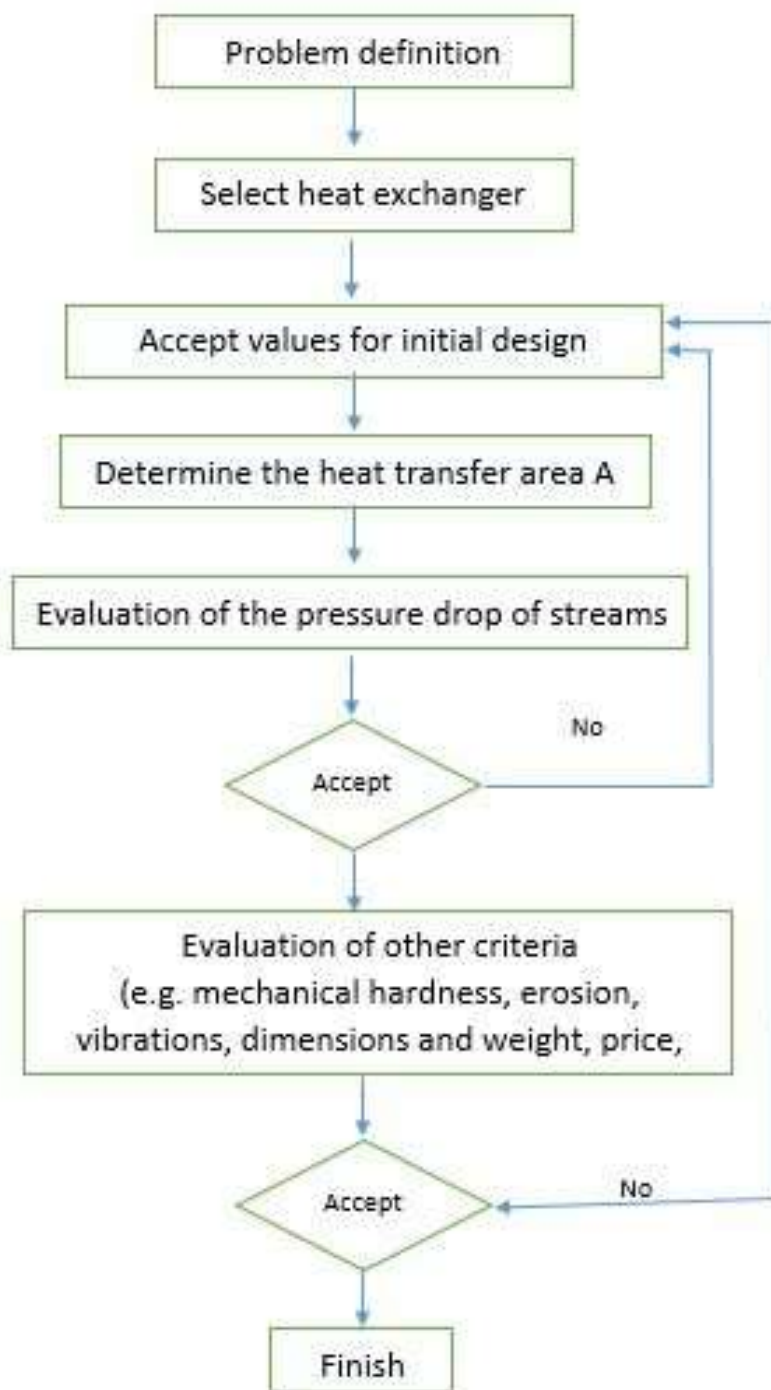 Problem definition
Select heat exchanger
Accept values for initial design
Determine the heat transfer area A
Evaluation of the pressure drop of streams
No
Accept
Evaluation of other criteria
(e.g. mechanical hardness, erosion,
vibrations, dimensions and weight, price,
No
Accept
Finish